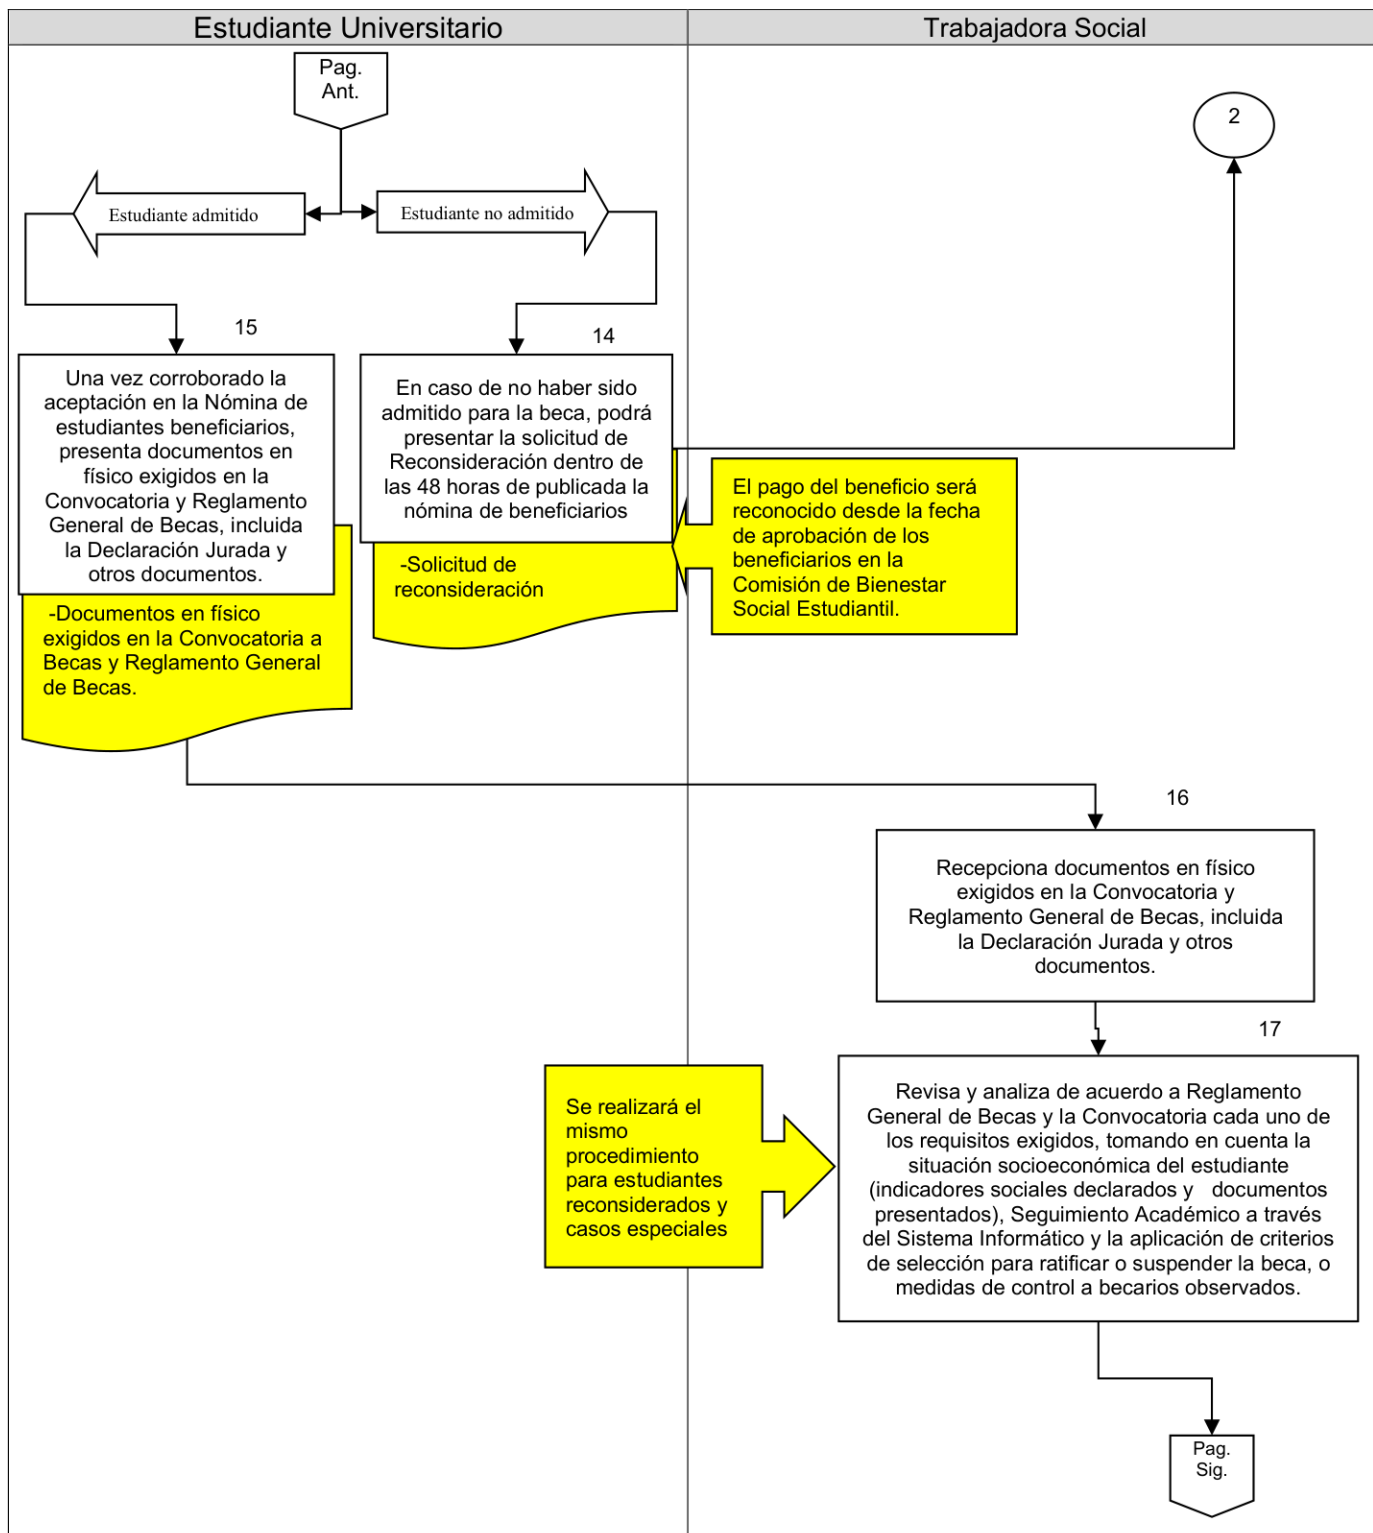 Estudiante Universitario
Trabajadora Social
Pag.
Ant.
2
Estudiante admitido
Estudiante no admitido
15
14
Una vez corroborado la
aceptación en la Nómina de
estudiantes beneficiarios,
presenta documentos en
físico exigidos en la
Convocatoria y Reglamento
General de Becas, incluida
la Declaración Jurada y
otros documentos.
En caso de no haber sido
admitido para la beca, podrá
presentar la solicitud de
Reconsideración dentro de
las 48 horas de publicada la
nómina de beneficiarios
El pago del beneficio será
reconocido desde la fecha
de aprobación de los
beneficiarios en la
Comisión de Bienestar
Social Estudiantil.
-Solicitud de
reconsideración
-Documentos en físico
exigidos en la Convocatoria a
Becas y Reglamento General
de Becas.
16
Recepciona documentos en físico
exigidos en la Convocatoria y
Reglamento General de Becas, incluida
la Declaración Jurada y otros
documentos.
17
Se realizará el
mismo
procedimiento
para estudiantes
reconsiderados y
casos especiales
Revisa y analiza de acuerdo a Reglamento
General de Becas y la Convocatoria cada uno de
los requisitos exigidos, tomando en cuenta la
situación socioeconómica del estudiante
(indicadores sociales declarados y documentos
presentados), Seguimiento Académico a través
del Sistema Informático y la aplicación de criterios
de selección para ratificar o suspender la beca, o
medidas de control a becarios observados.
Pag.
Sig.